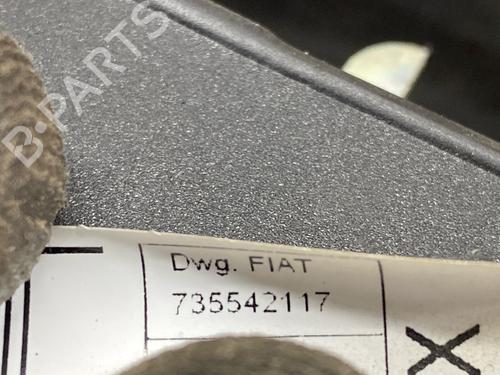 B-PARTS
Dwg. FIAT
735542117
X